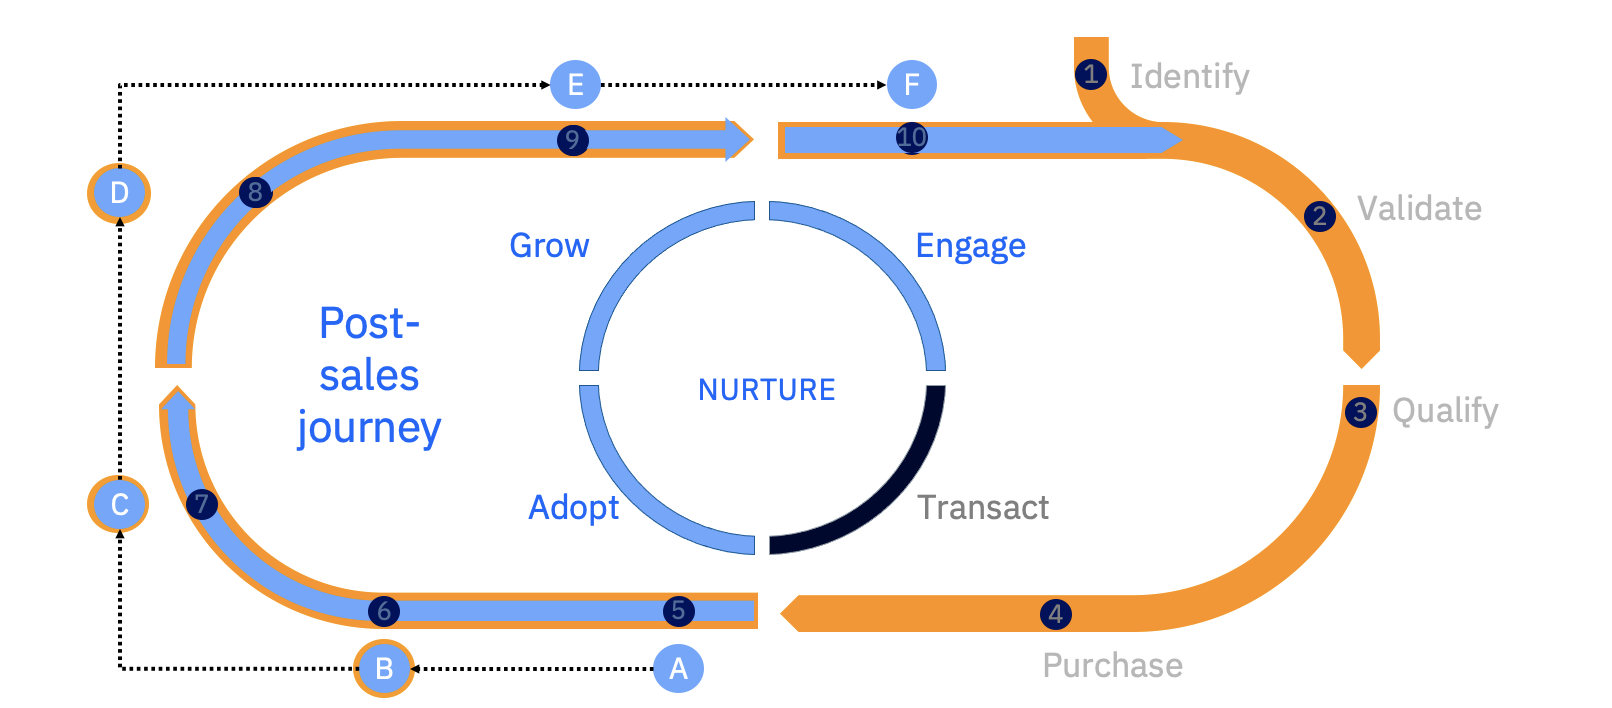 1
Identify
E
F
9
10
D
8
2
Validate
Grow
Engage
Post-
sales
journey
NURTURE
3
Qualify
C
7
Adopt
Transact
6
5
4
B
A
Purchase